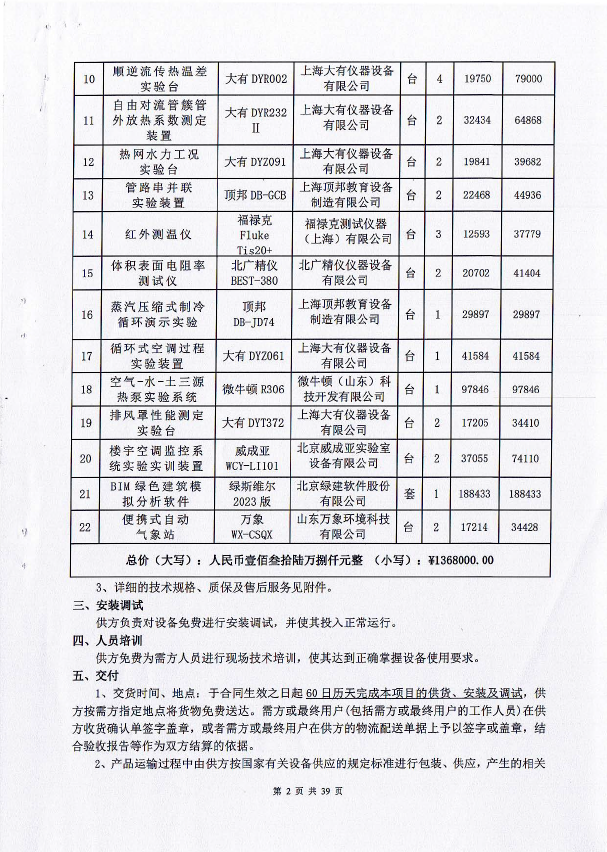 10 顺逆流传热温差实验台 大有 DYR002 上海大有仪器设备有限公司 台 4 19750 79000
11 自由对流管簇管外放热系数测定装置 大有 DYR232 II 上海大有仪器设备有限公司 台 2 32434 64868
12 热网水力工况实验台 大有 DYZ091 上海大有仪器设备有限公司 台 2 19841 39682
13 管路串并联实验装置 顶邦 DB-GCB 上海顶邦教育设备制造有限公司 台 2 22468 44936
14 红外测温仪 福禄克 Fluke Tis20+ 福禄克测试仪器(上海)有限公司 台 3 12593 37779
15 体积表面电阻率测试仪 北广精仪 BEST-380 北广精仪仪器设备有限公司 台 2 20702 41404
16 蒸汽压缩式制冷循环演示实验 顶邦 DB-JD74 上海顶邦教育设备制造有限公司 台 1 29897 29897
17 循环式空调过程实验装置 大有 DYZ061 上海大有仪器设备有限公司 台 1 41584 41584
18 空气-水-土三源热泵实验系统 微牛顿 R306 微牛顿(山东)科技开发有限公司 台 1 97846 97846
19 排风罩性能测定实验台 大有 DYT372 上海大有仪器设备有限公司 台 2 17205 34410
20 楼宇空调监控系统实验实训装置 威成亚 WCY-LI101 北京威成亚实验室设备有限公司 台 2 37055 74110
21 BIM 绿色建筑模拟分析软件 绿斯维尔 2023 版 北京绿建软件股份有限公司 套 1 188433 188433
22 便携式自动气象站 万象 WX-CSQX 山东万象环境科技有限公司 台 2 17214 34428
总价(大写):人民币壹佰叁拾陆万捌仟元整 (小写):¥1368000.00
3、详细的技术规格、质保及售后服务见附件。
三、安装调试
供方负责对设备免费进行安装调试,并使其投入正常运行。
四、人员培训
供方免费为需方人员进行现场技术培训,使其达到正确掌握设备使用要求。
五、交付
1、交货时间、地点:于合同生效之日起 60 日历天完成本项目的供货、安装及调试,供
方按需方指定地点将货物免费送达。需方或最终用户(包括需方或最终用户的工作人员)在供
方收货确认单签字盖章,或者需方或最终用户在供方的物流配送单据上予以签字或盖章,结
合验收报告等作为双方结算的依据。
2、产品运输过程中由供方按国家有关设备供应的规定标准进行包装、供应,产生的相关
第 2 页 共 39 页